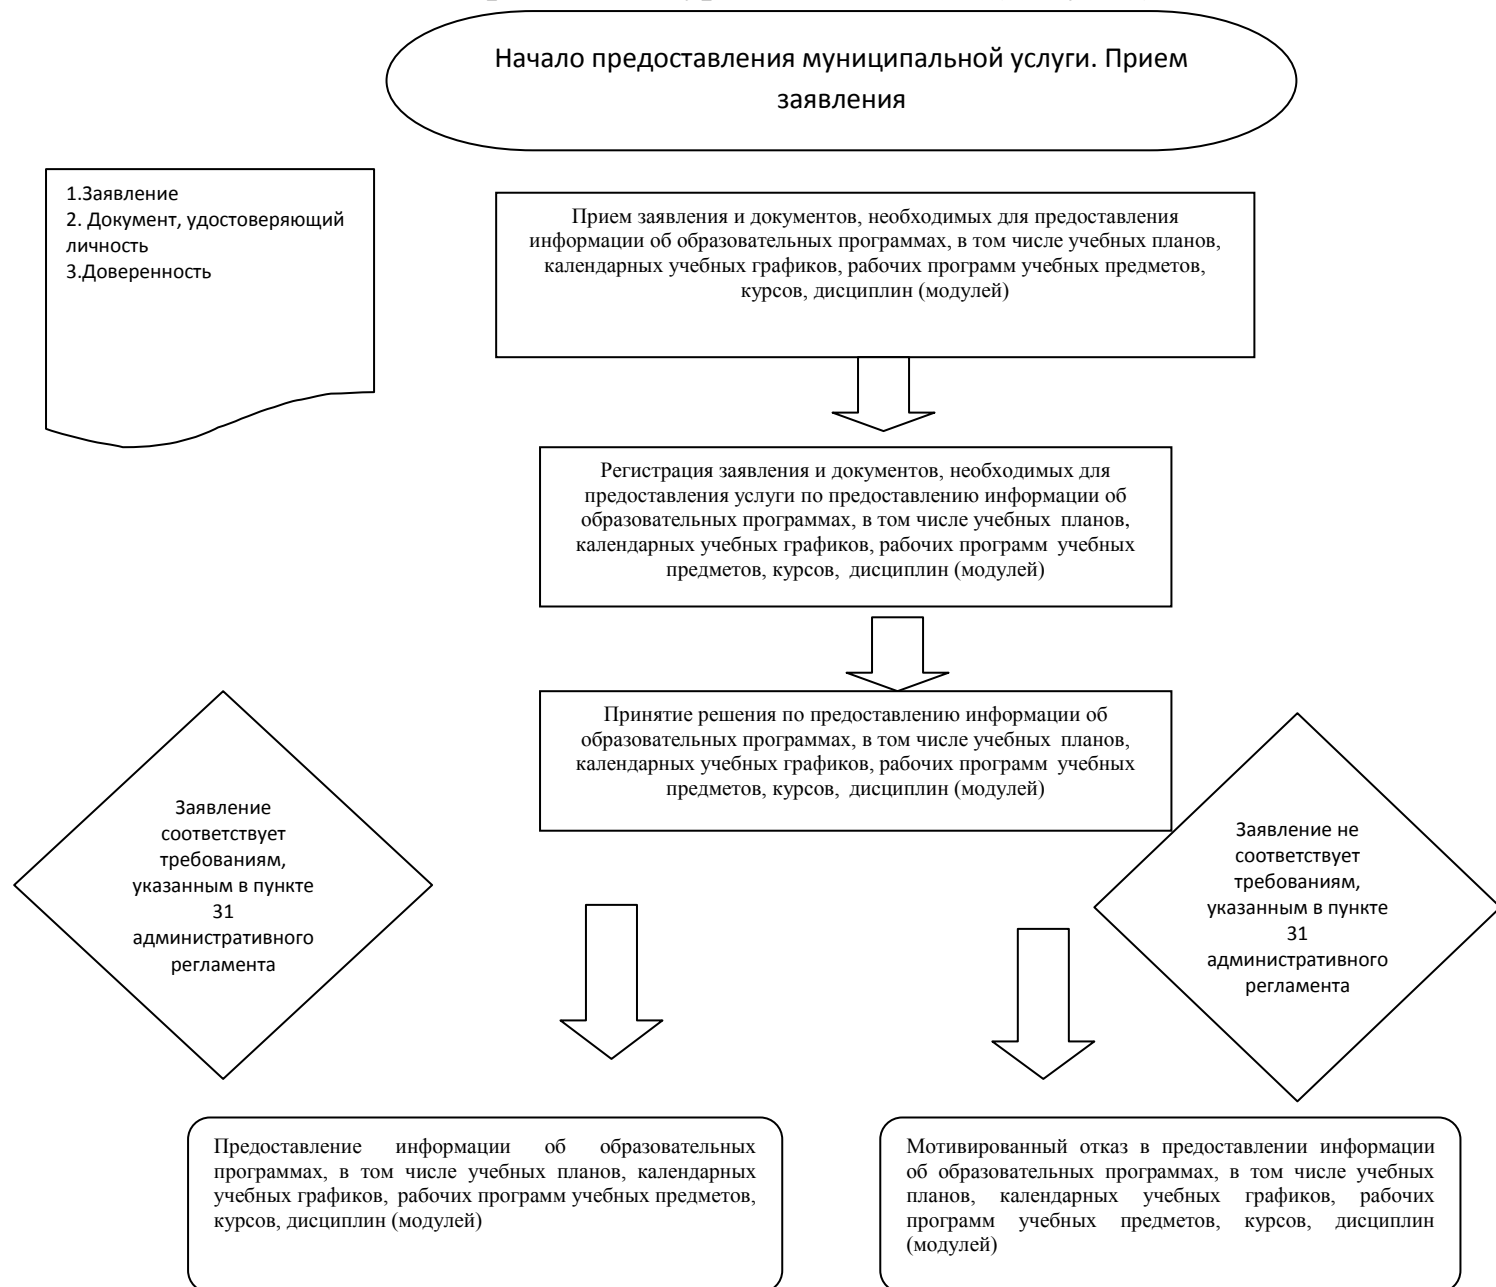 Начало предоставления муниципальной услуги. Прием
заявления
1.Заявление
2. Документ, удостоверяющий
личность
3.Доверенность
Прием заявления и документов, необходимых для предоставления
информации об образовательных программах, в том числе учебных планов,
календарных учебных графиков, рабочих программ учебных предметов,
курсов, дисциплин (модулей)
Регистрация заявления и документов, необходимых для
предоставления услуги по предоставлению информации об
образовательных программах, в том числе учебных планов,
календарных учебных графиков, рабочих программ учебных
предметов, курсов, дисциплин (модулей)
Принятие решения по предоставлению информации об
образовательных программах, в том числе учебных планов,
календарных учебных графиков, рабочих программ учебных
предметов, курсов, дисциплин (модулей)
Заявление
соответствует
требованиям,
указанным в пункте
31
административного
регламента
Заявление не
соответствует
требованиям,
указанным в пункте
31
административного
регламента
Предоставление информации об образовательных
программах, в том числе учебных планов, календарных
учебных графиков, рабочих программ учебных предметов,
курсов, дисциплин (модулей)
Мотивированный отказ в предоставлении информации
об образовательных программах, в том числе учебных
планов, календарных учебных графиков, рабочих
программ учебных предметов, курсов, дисциплин
(модулей)